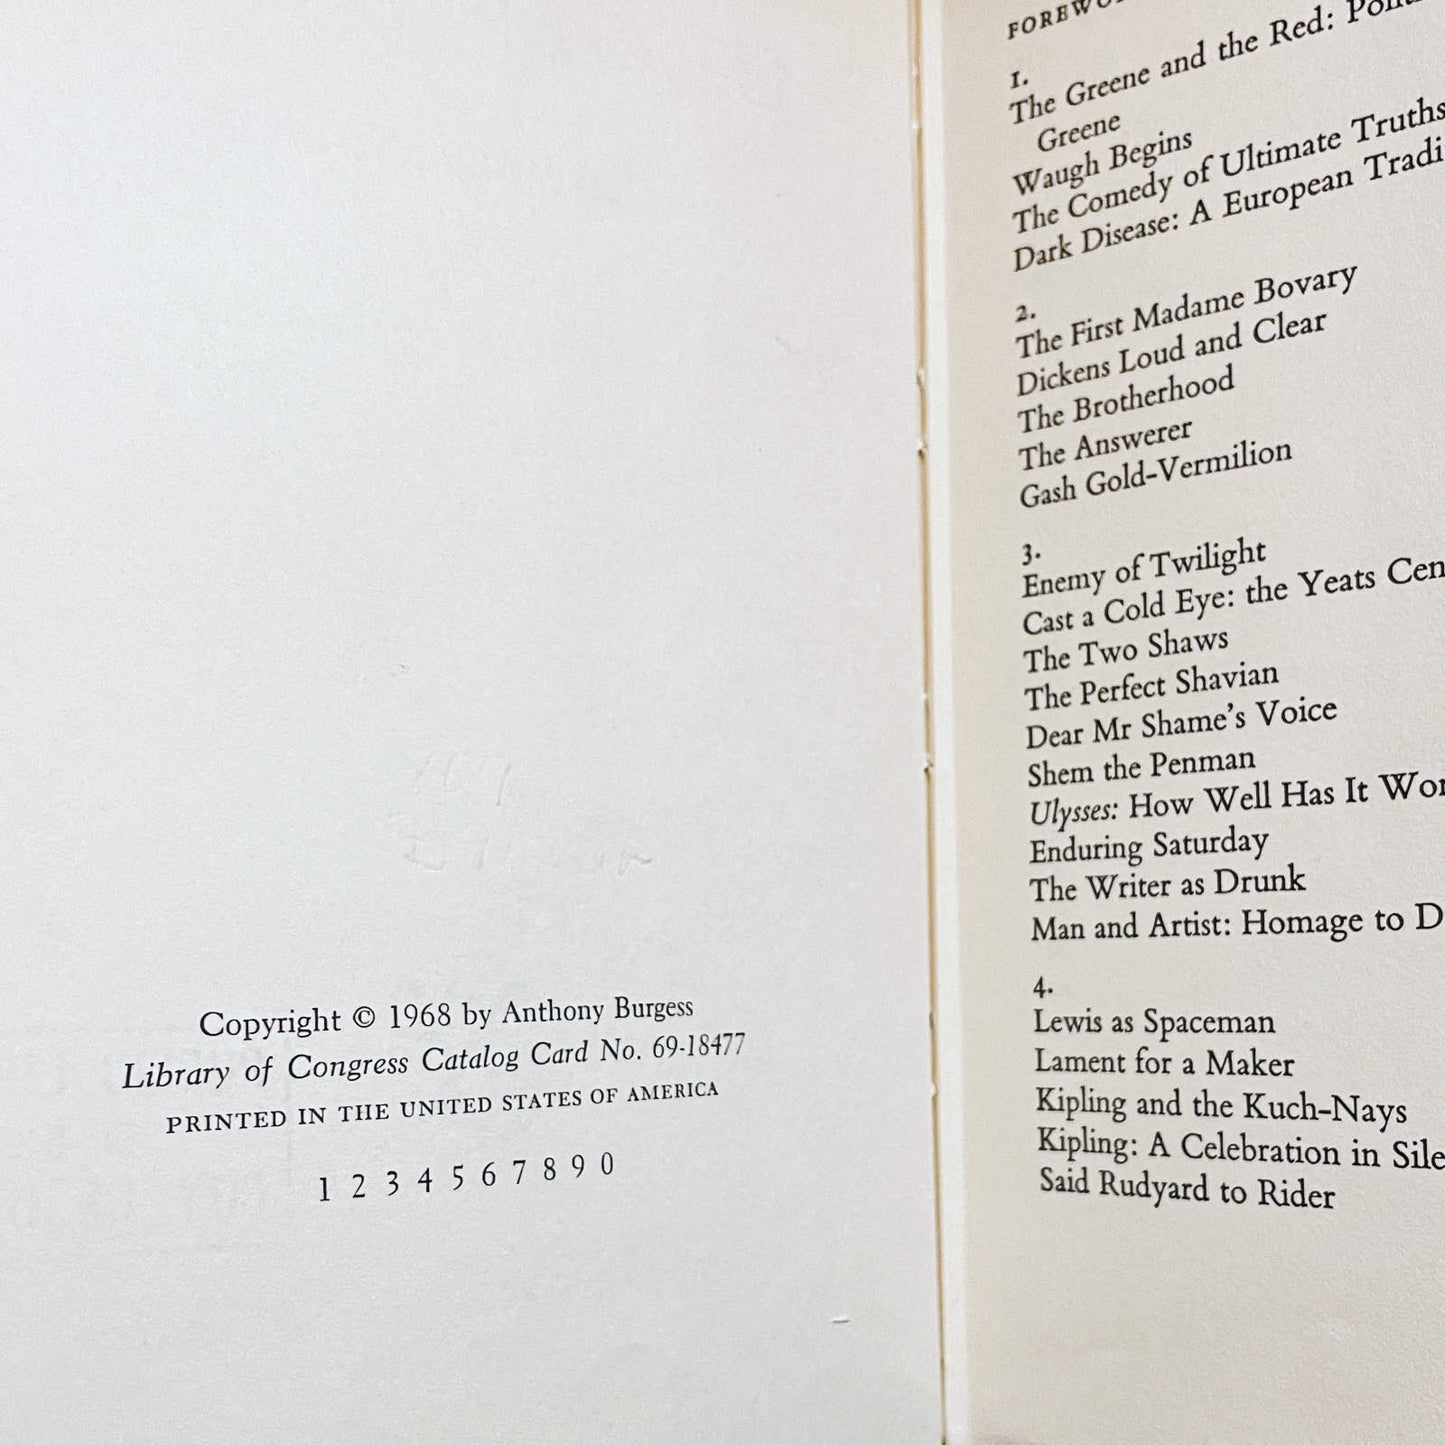 Copyright © 1968 by Anthony Burgess
Library of Congress Catalog Card No. 69-18477
PRINTED IN THE UNITED STATES OF AMERICA
1 2 3 4 5 6 7 8 9 0
1.
The Greene and the Red:
Greene
Waugh Begins
The Comedy of Ultimate Truths
Dark Disease: A European
2.
The First Madame Bovary
Dickens Loud and Clear
The Brotherhood
The Answerer
Gash Gold-Vermilion
3.
Enemy of Twilight
Cast a Cold Eye: the Yeats
The Two Shaws
The Perfect Shavian
Dear Mr Shame's Voice
Shem the Penman
Ulysses: How Well Has It
Enduring Saturday
The Writer as Drunk
Man and Artist: Homage to
4.
Lewis as Spaceman
Lament for a Maker
Kipling and the Kuch-Nays
Kipling: A Celebration in
Said Rudyard to Rider